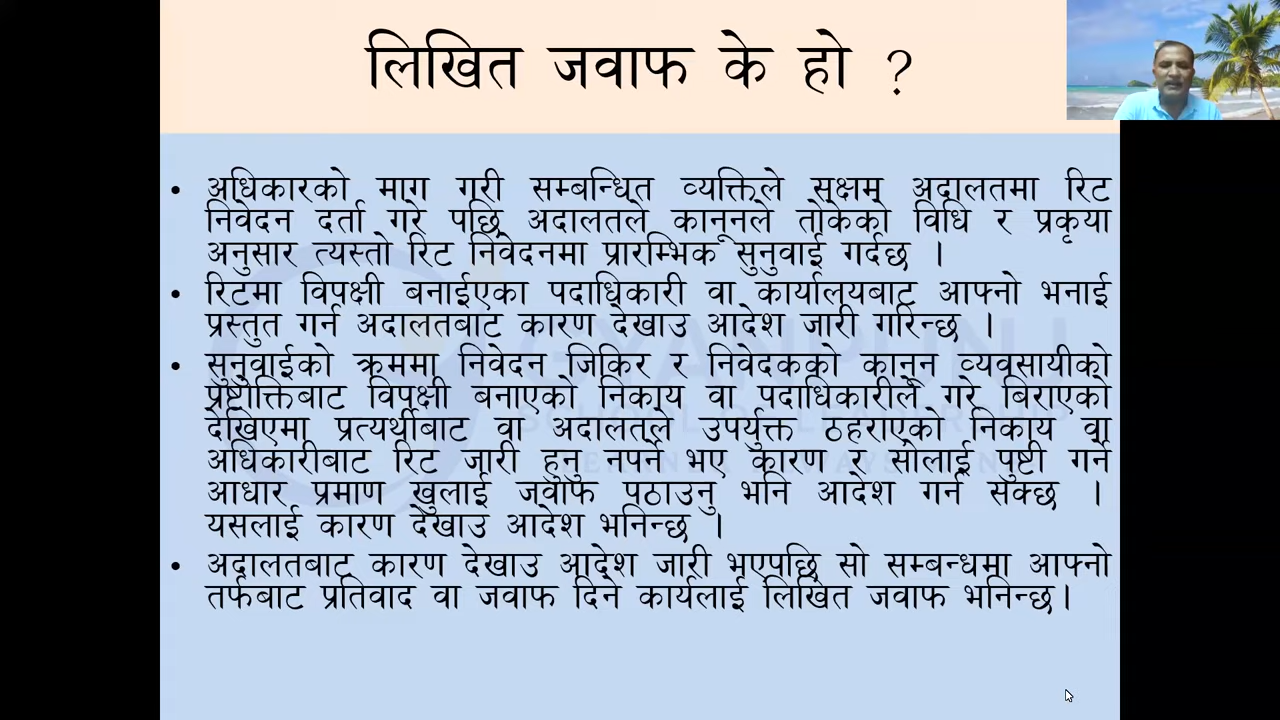 लिखित जवाफ के हो ?
• अधिकारको माग गरी सम्बन्धित व्यक्तिले सक्षम अदालतमा रिट
निवेदन दर्ता गरे पछि अदालतले कानूनले तोकेको विधि र प्रकृया
अनुसार त्यस्तो रिट निवेदनमा प्रारम्भिक सुनुवाई गर्दछ ।
• रिटमा विपक्षी बनाईएका पदाधिकारी वा कार्यालयबाट आफ्नो भनाई
प्रस्तुत गर्न अदालतबाट कारण देखाउ आदेश जारी गरिन्छ ।
• सुनुवाईको क्रममा निवेदन जिकिर र निवेदकको कानून व्यवसायीको
प्रष्टोक्तिबाट विपक्षी बनाएको निकाय वा पदाधिकारीले गरे बिराएको
देखिएमा प्रत्यर्थीबाट वा अदालतले उपर्युक्त ठहराएको निकाय वा
अधिकारीबाट रिट जारी हुनु नपर्ने भए कारण र सोलाई पुष्टी गर्ने
आधार प्रमाण खुलाई जवाफ पठाउनु भनि आदेश गर्न सक्छ ।
यसलाई कारण देखाउ आदेश भनिन्छ ।
• अदालतबाट कारण देखाउ आदेश जारी भएपछि सो सम्बन्धमा आफ्नो
तर्फबाट प्रतिवाद वा जवाफ दिने कार्यलाई लिखित जवाफ भनिन्छ।